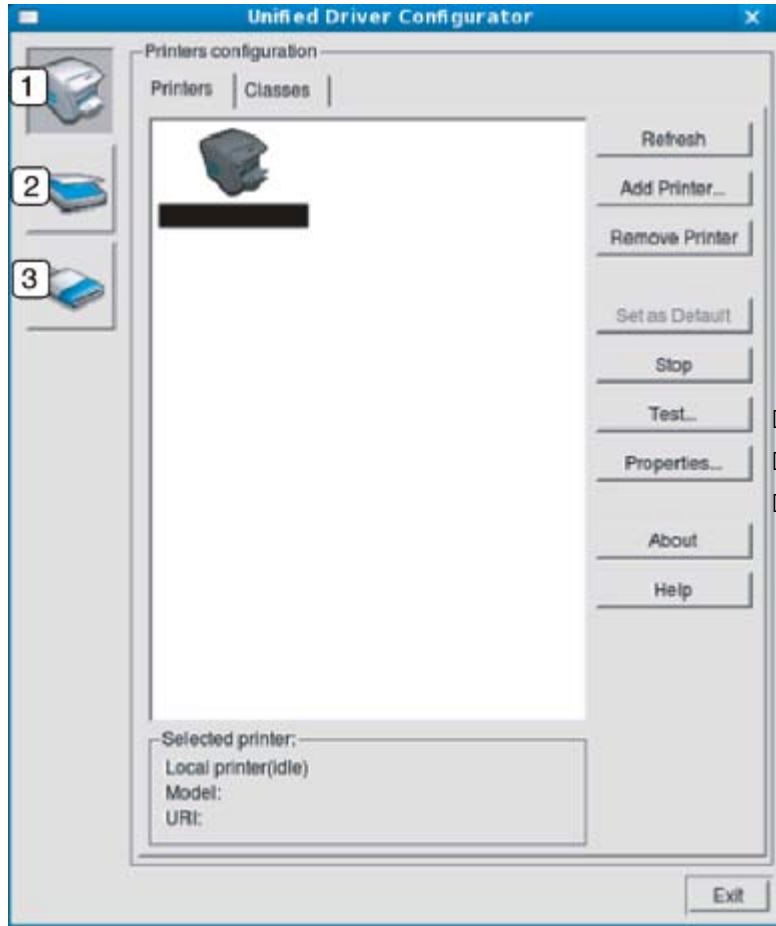 Unified Driver Configurator
Printers configuration
1
Printers Classes
Refresh
2
Add Printer...
Remove Printer
3
Set as Default
Stop
Test...
Properties...
About
Help
Selected printer:
Local printer(idle)
Model:
URI:
Exit